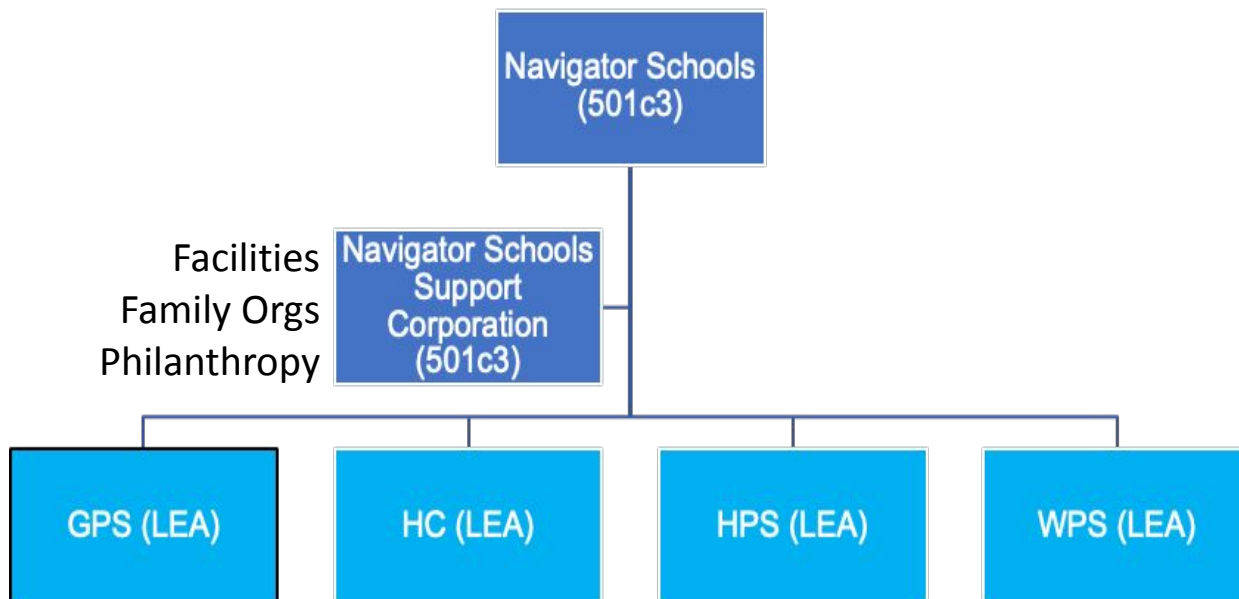 Navigator Schools
(501c3)
Facilities
Family Orgs
Philanthropy
Navigator Schools
Support
Corporation
(501c3)
GPS (LEA)
HC (LEA)
HPS (LEA)
WPS (LEA)